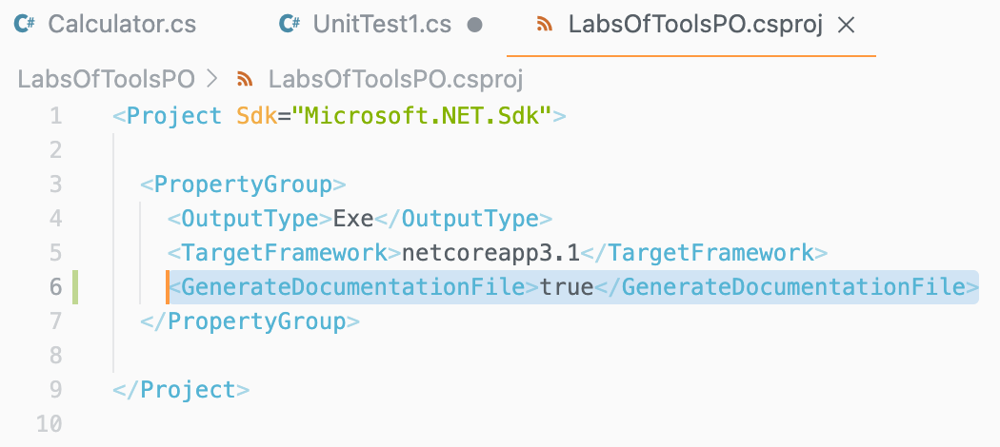 Calculator.cs UnitTest1.cs LabsOfToolsPO.csproj
LabsOfToolsPO > LabsOfToolsPO.csproj
1 <Project Sdk="Microsoft.NET.Sdk">
2
3 <PropertyGroup>
4 <OutputType>Exe</OutputType>
5 <TargetFramework>netcoreapp3.1</TargetFramework>
6 <GenerateDocumentationFile>true</GenerateDocumentationFile>
7 </PropertyGroup>
8
9 </Project>
10